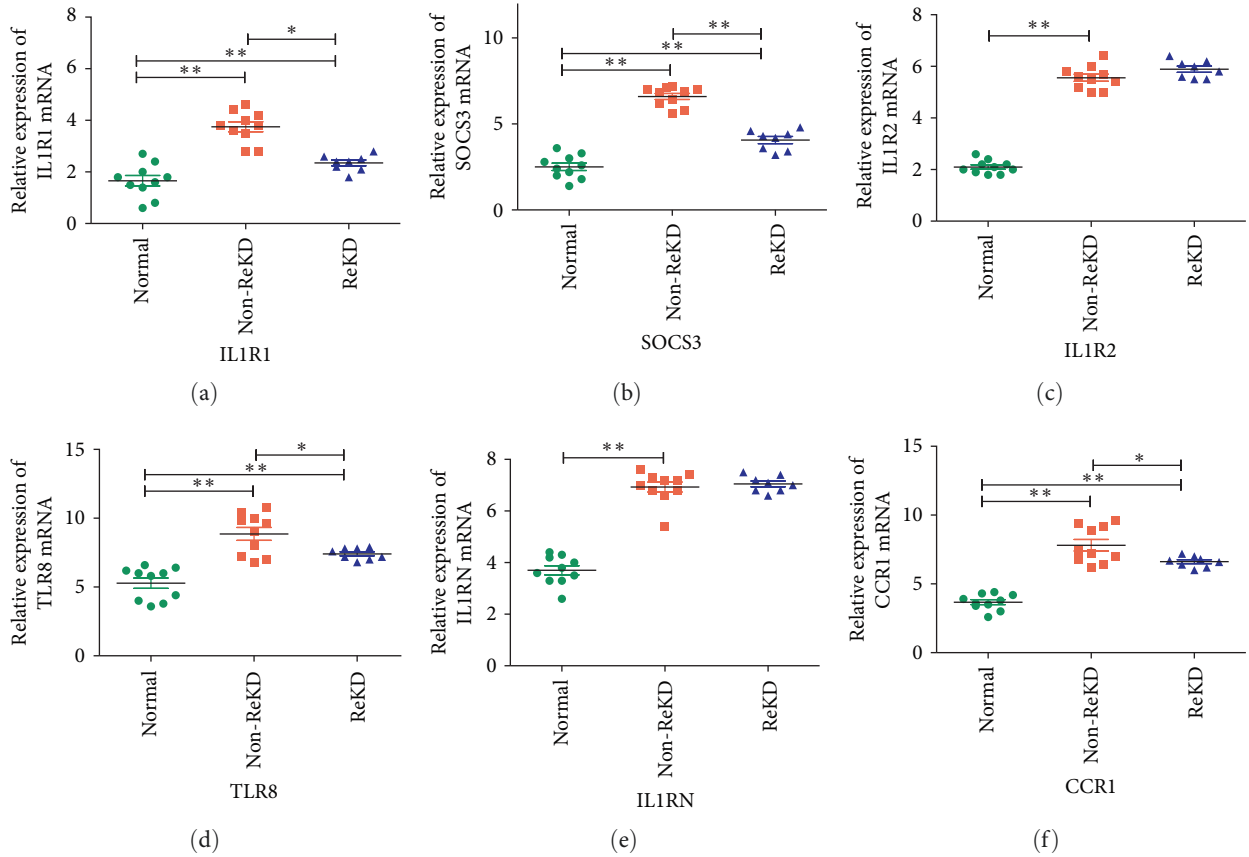 Relative expression of
IL1R1 mRNA
8
6
4
2
0
*
**
**
Normal
Non-ReKD
ReKD
IL1R1
(a)
Relative expression of
SOCS3 mRNA
10
5
0
**
**
**
Normal
Non-ReKD
ReKD
SOCS3
(b)
Relative expression of
IL1R2 mRNA
8
6
4
2
0
**
Normal
Non-ReKD
ReKD
IL1R2
(c)
Relative expression of
TLR8 mRNA
15
10
5
0
*
**
**
Normal
Non-ReKD
ReKD
TLR8
(d)
Relative expression of
IL1RN mRNA
8
6
4
2
0
**
Normal
Non-ReKD
ReKD
IL1RN
(e)
Relative expression of
CCR1 mRNA
15
10
5
0
*
**
**
Normal
Non-ReKD
ReKD
CCR1
(f)